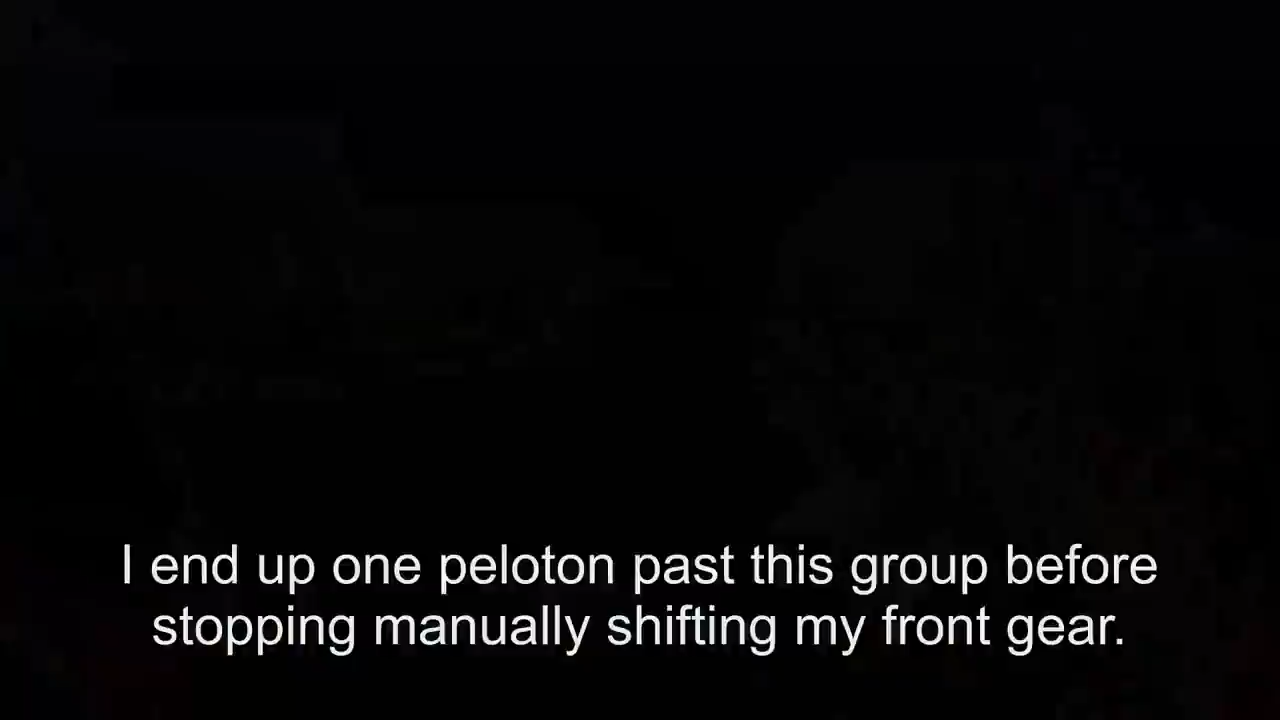 I end up one peloton past this group before
stopping manually shifting my front gear.